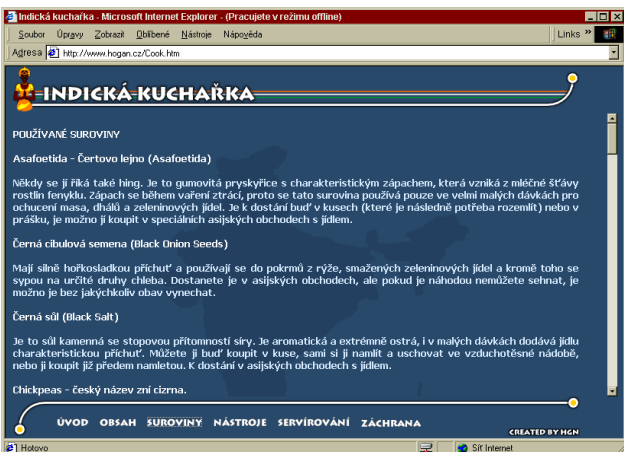 Indická kuchařka - Microsoft Internet Explorer - (Pracujete v režimu offline)
Soubor Úpravy Zobrazit Oblíbené Nástroje Nápověda Links »
Adresa http://www.hogan.cz/Cook.htm
INDICKÁ KUCHAŘKA
POUŽÍVANÉ SUROVINY
Asafoetida - Čertovo lejno (Asafoetida)
Někdy se jí říká také hing. Je to gumovitá pryskyřice s charakteristickým zápachem, která vzniká z mléčné šťávy
rostlin fenyklu. Zápach se během vaření ztrácí, proto se tato surovina používá pouze ve velmi malých dávkách pro
ochucení masa, dhálů a zeleninových jídel. Je k dostání buď v kusech (které je následně potřeba rozemlít) nebo v
prášku, je možno jí koupit v speciálních asijských obchodech s jídlem.
Černá cibulová semena (Black Onion Seeds)
Mají silně hořkosladkou příchuť a používají se do pokrmů z rýže, smažených zeleninových jídel a kromě toho se
sypou na určité druhy chleba. Dostanete je v asijských obchodech, ale pokud je náhodou nemůžete sehnat, je
možno je bez jakýchkoliv obav vynechat.
Černá sůl (Black Salt)
Je to sůl kamenná se stopovou přítomností síry. Je aromatická a extrémně ostrá, i v malých dávkách dodává jídlu
charakteristickou příchuť. Můžete ji buď koupit v kuse, sami si ji namlít a uschovat ve vzduchotěsné nádobě,
nebo ji koupit již předem namletou. K dostání v asijských obchodech s jídlem.
Chickpeas - český název zní cizrna.
ÚVOD OBSAH SUROVINY NÁSTROJE SERVÍROVÁNÍ ZÁCHRANA
CREATED BY HGN
Hotovo Síť Internet